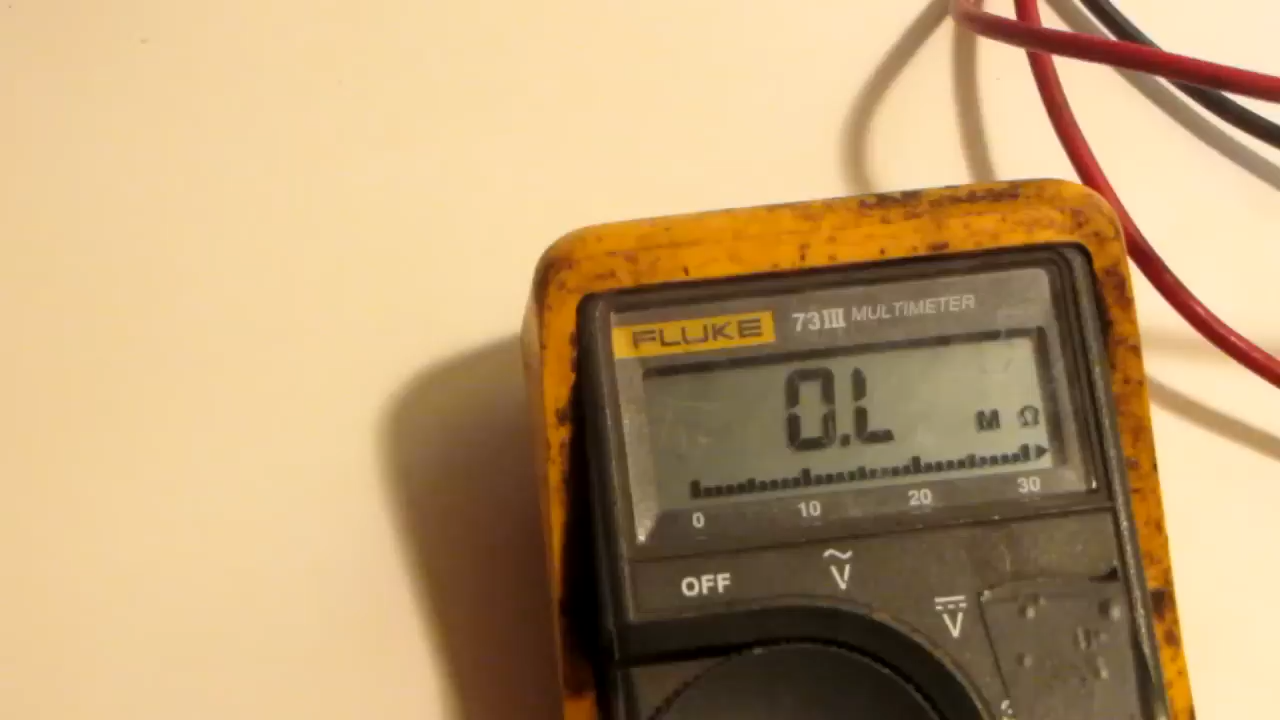 FLUKE 73III MULTIMETER
0.L M Ω
0 10 20 30
OFF Ṽ
V